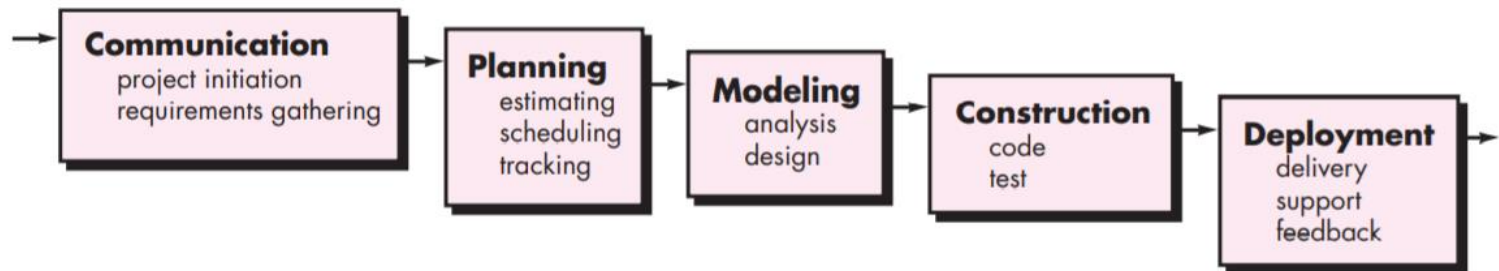 Communication
project initiation
requirements gathering
Planning
estimating
scheduling
tracking
Modeling
analysis
design
Construction
code
test
Deployment
delivery
support
feedback